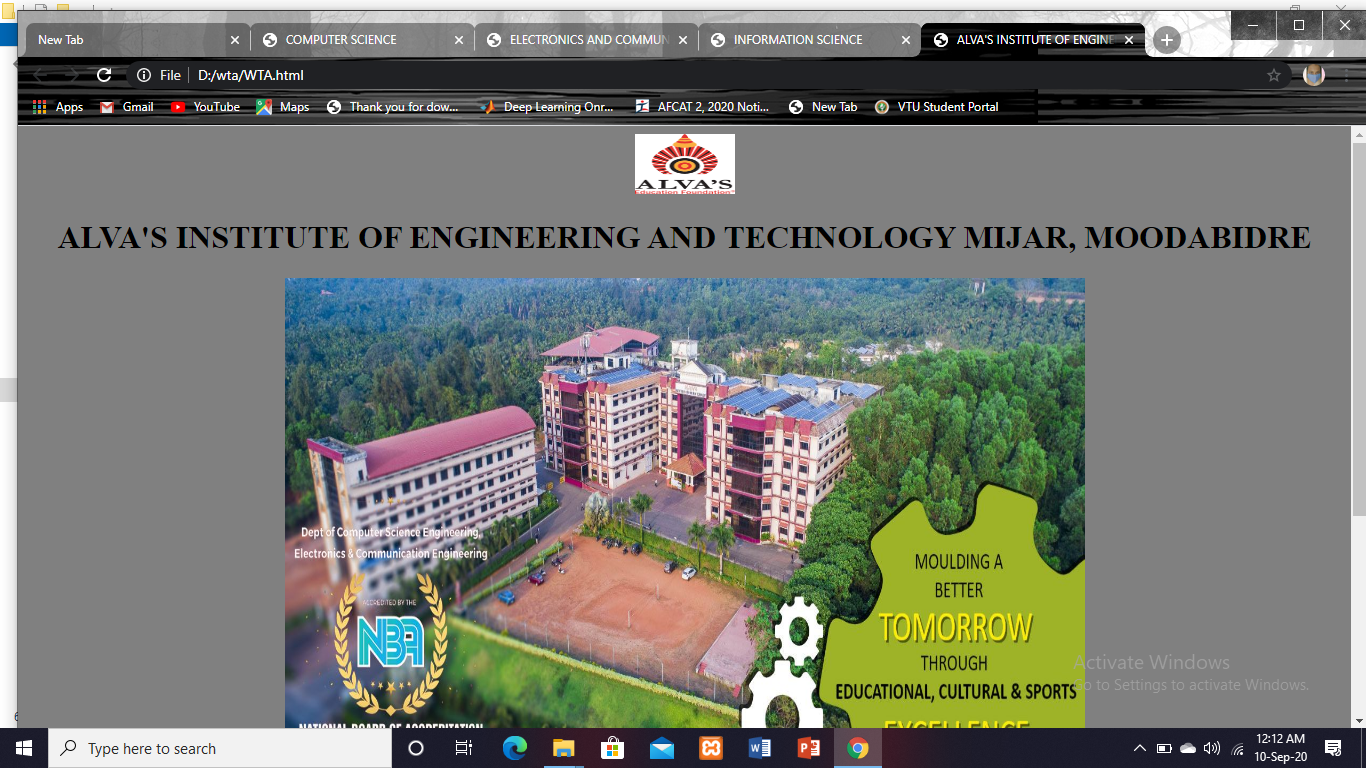 New Tab
COMPUTER SCIENCE
ELECTRONICS AND COMMUN
INFORMATION SCIENCE
ALVA'S INSTITUTE OF ENGINE
File
D:/wta/WTA.html
Apps
Gmail
YouTube
Maps
Thank you for dow...
Deep Learning Onr...
AFCAT 2, 2020 Noti...
New Tab
VTU Student Portal
ALVA'S
Education Foundation
ALVA'S INSTITUTE OF ENGINEERING AND TECHNOLOGY MIJAR, MOODABIDRE
Dept of Computer Science Engineering,
Electronics & Communication Engineering
ACCREDITED BY THE
NBA
NATIONAL BOARD OF ACCREDITATION
MOULDING A
BETTER
TOMORROW
THROUGH
EDUCATIONAL, CULTURAL & SPORTS
EXCELLENCE
Activate Windows
Go to Settings to activate Windows.
Type here to search
12:12 AM
10-Sep-20